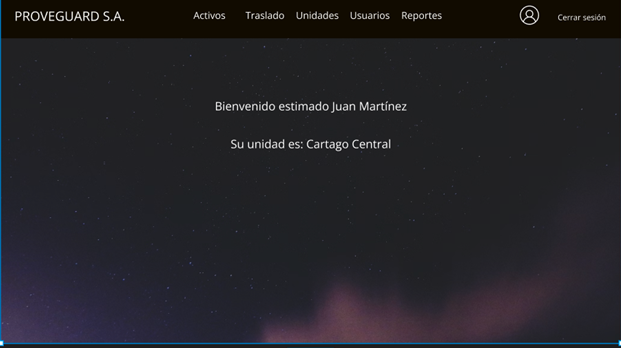 PROVEGUARD S.A. Activos Traslado Unidades Usuarios Reportes Cerrar sesión
Bienvenido estimado Juan Martínez
Su unidad es: Cartago Central